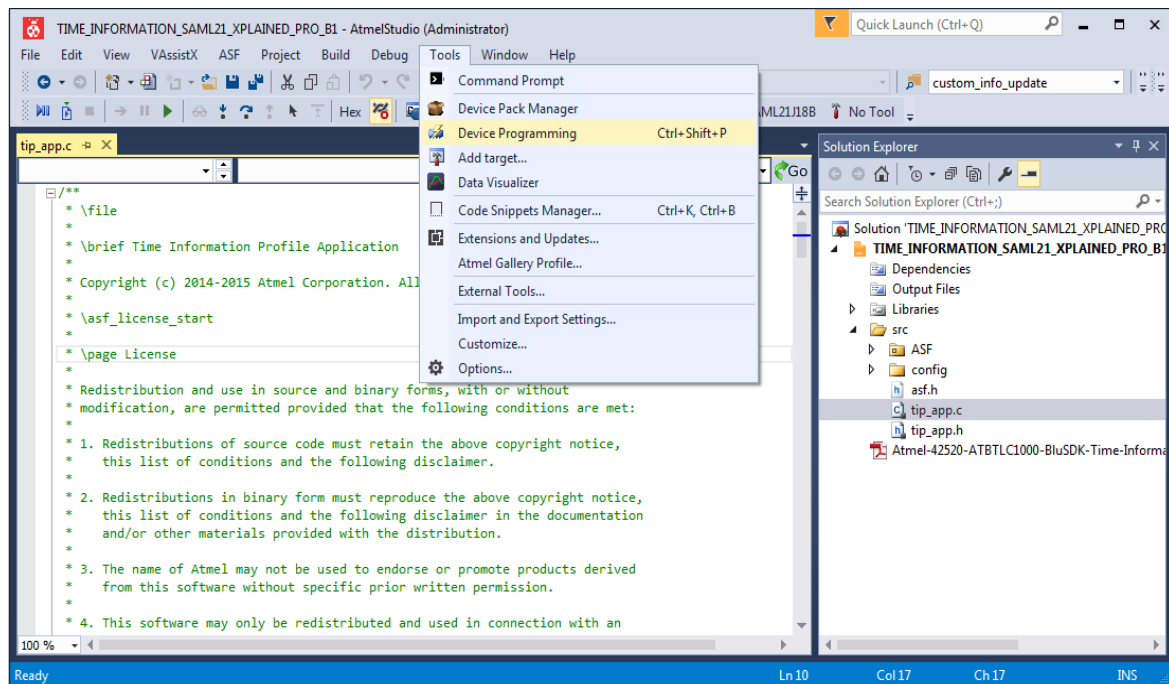 TIME_INFORMATION_SAML21_XPLAINED_PRO_B1 - AtmelStudio (Administrator)
Quick Launch (Ctrl+Q)
File Edit View VAssistX ASF Project Build Debug Tools Window Help
custom_info_update
Hex
AML21J18B No Tool
Command Prompt
Device Pack Manager
Device Programming Ctrl+Shift+P
Add target...
Data Visualizer
Code Snippets Manager... Ctrl+K, Ctrl+B
Extensions and Updates...
Atmel Gallery Profile...
External Tools...
Import and Export Settings...
Customize...
Options...
tip_app.c
Go
/**
* \file
*
* \brief Time Information Profile Application
*
* Copyright (c) 2014-2015 Atmel Corporation. All
*
* \asf_license_start
*
* \page License
*
* Redistribution and use in source and binary forms, with or without
* modification, are permitted provided that the following conditions are met:
*
* 1. Redistributions of source code must retain the above copyright notice,
* this list of conditions and the following disclaimer.
*
* 2. Redistributions in binary form must reproduce the above copyright notice,
* this list of conditions and the following disclaimer in the documentation
* and/or other materials provided with the distribution.
*
* 3. The name of Atmel may not be used to endorse or promote products derived
* from this software without specific prior written permission.
*
* 4. This software may only be redistributed and used in connection with an
100 %
Solution Explorer
Search Solution Explorer (Ctrl+;)
Solution 'TIME_INFORMATION_SAML21_XPLAINED_PRO
TIME_INFORMATION_SAML21_XPLAINED_PRO_B1
Dependencies
Output Files
Libraries
src
ASF
config
asf.h
tip_app.c
tip_app.h
Atmel-42520-ATBTLC1000-BluSDK-Time-Informa
Ready Ln 10 Col 17 Ch 17 INS